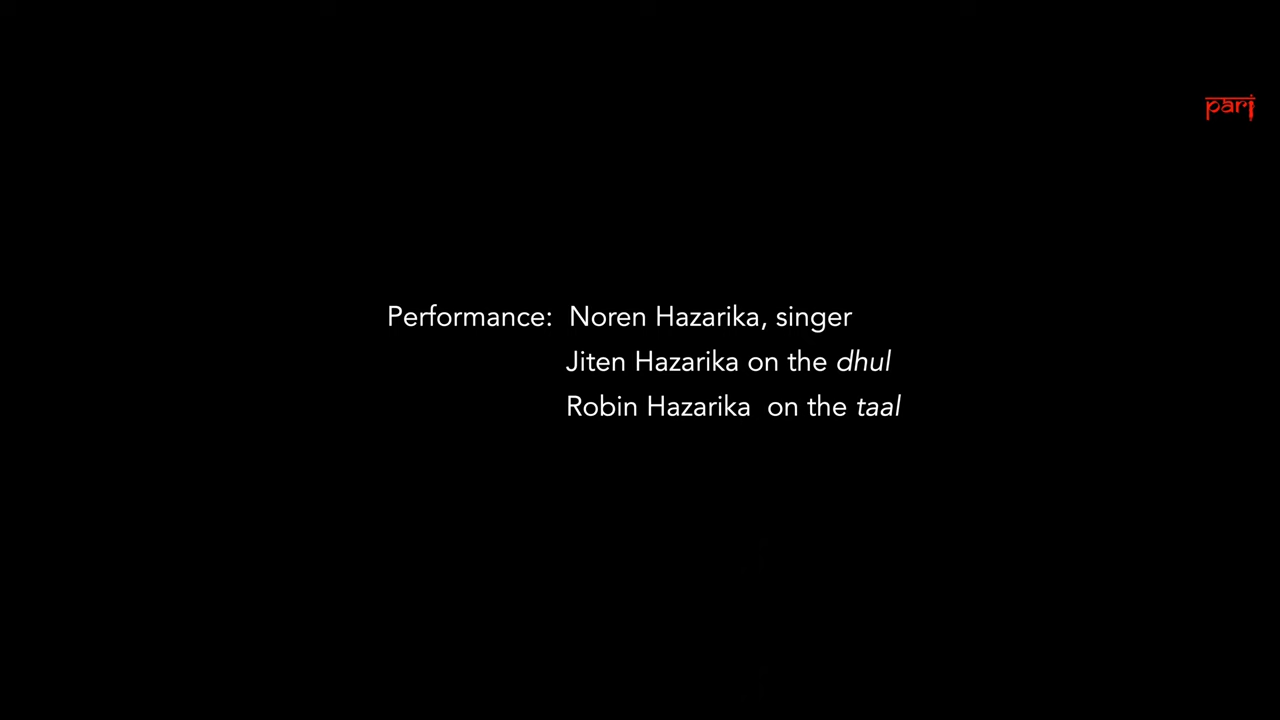 pari
Performance: Noren Hazarika, singer
Jiten Hazarika on the dhul
Robin Hazarika on the taal